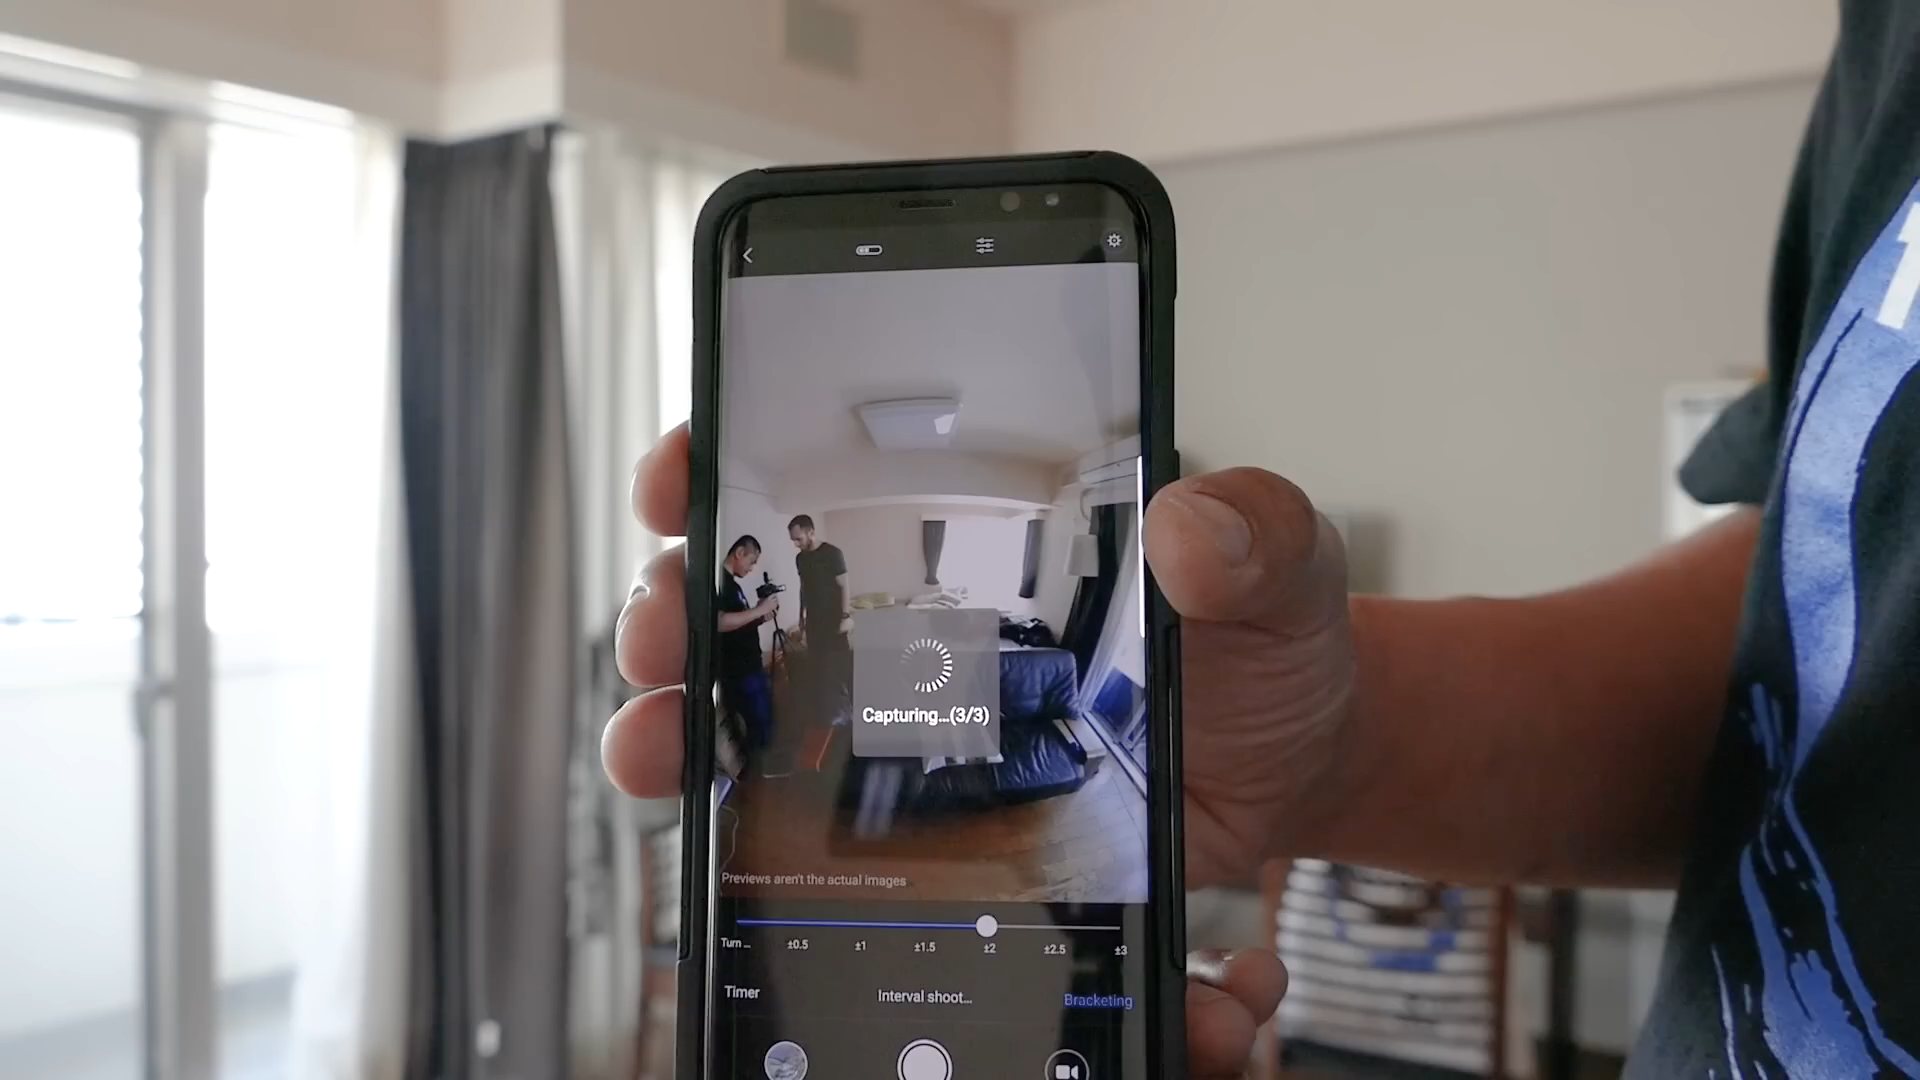 Capturing...(3/3)
Previews aren't the actual images
Turn ... ±0.5 ±1 ±1.5 ±2 ±2.5 ±3
Timer Interval shoot... Bracketing